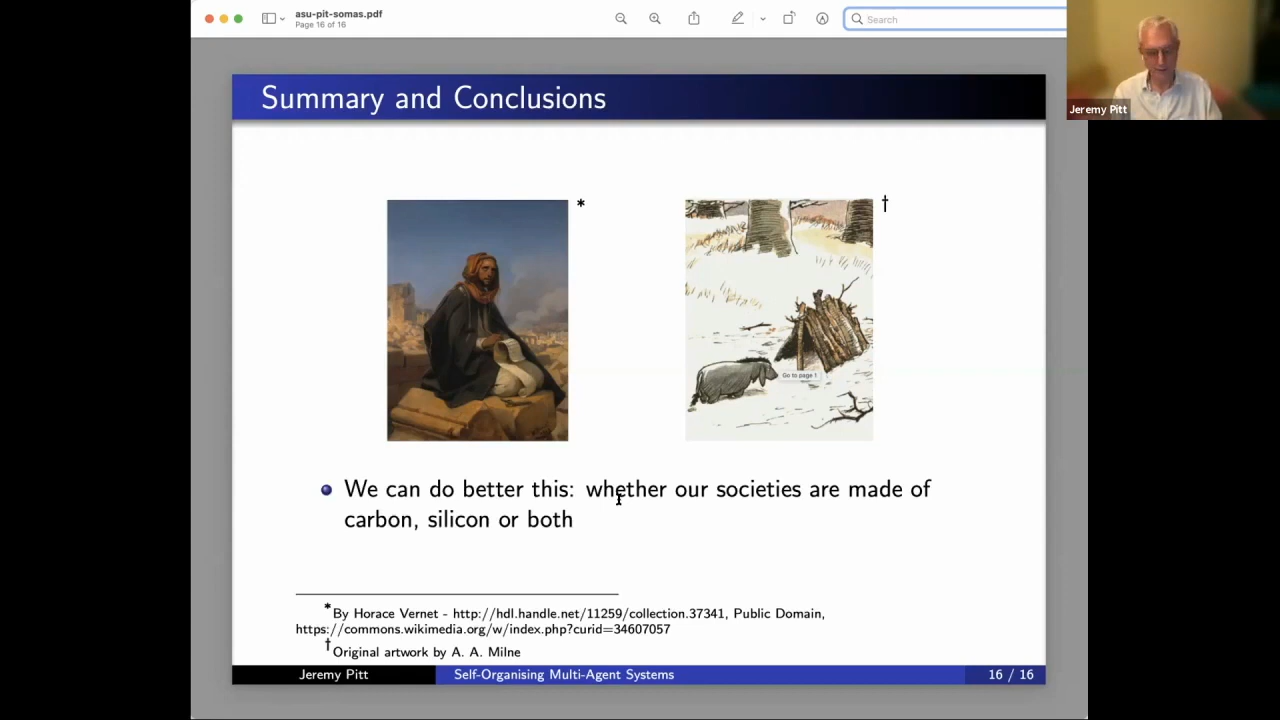 asu-pit-somas.pdf
Page 16 of 16
Search
Jeremy Pitt
Summary and Conclusions
*
†
Go to page 1
We can do better this: whether our societies are made of
carbon, silicon or both
*By Horace Vernet - http://hdl.handle.net/11259/collection.37341, Public Domain,
https://commons.wikimedia.org/w/index.php?curid=34607057
†Original artwork by A. A. Milne
Jeremy Pitt
Self-Organising Multi-Agent Systems
16 / 16